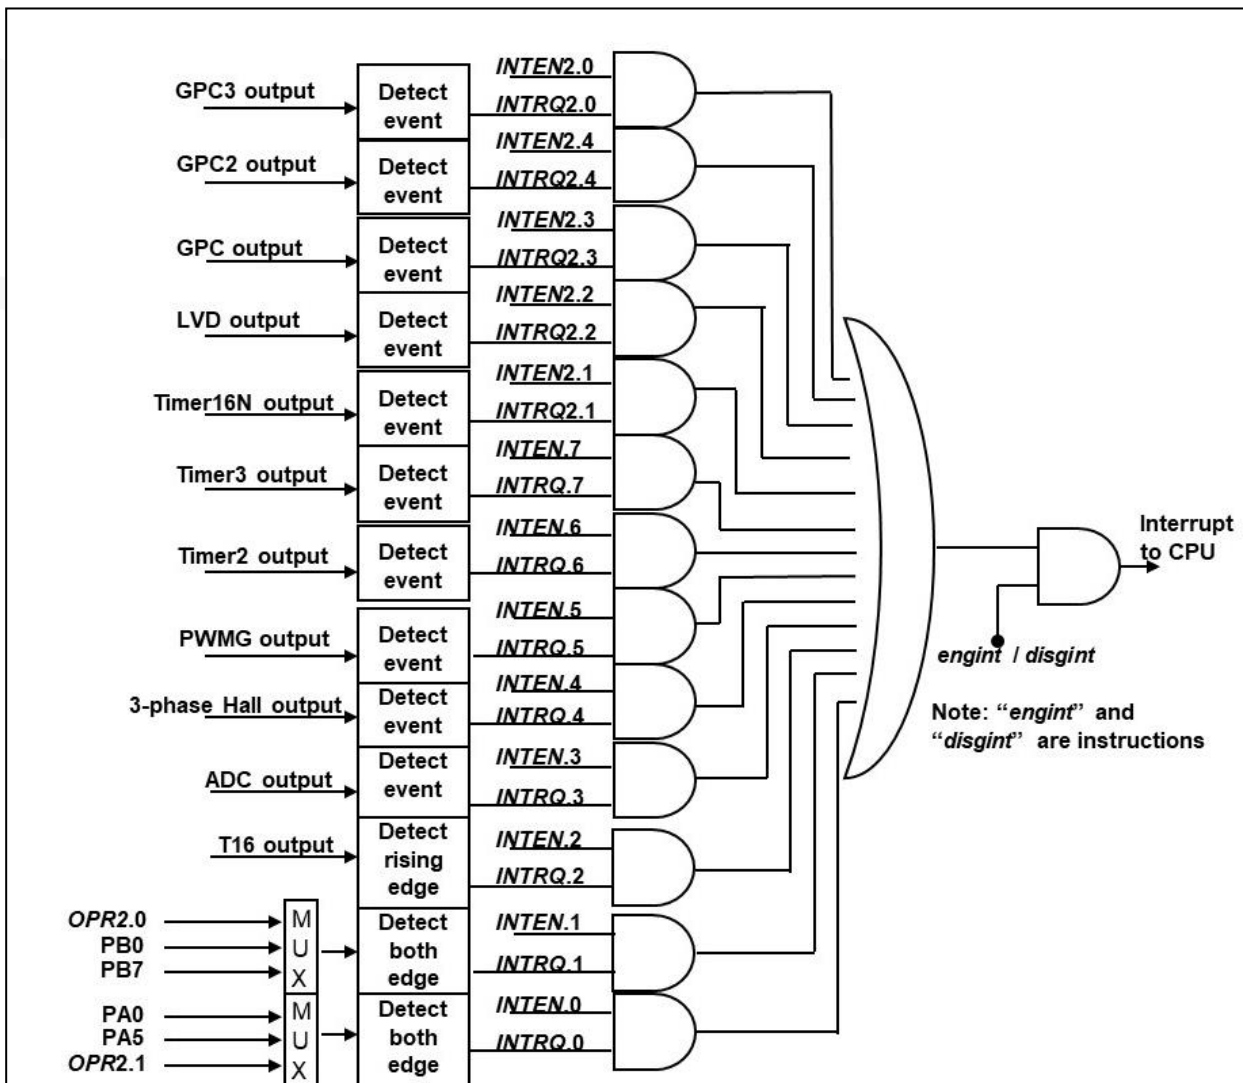 GPC3 output
Detect
event
INTEN2.0
INTRQ2.0
GPC2 output
Detect
event
INTEN2.4
INTRQ2.4
GPC output
Detect
event
INTEN2.3
INTRQ2.3
LVD output
Detect
event
INTEN2.2
INTRQ2.2
Timer16N output
Detect
event
INTEN2.1
INTRQ2.1
Timer3 output
Detect
event
INTEN.7
INTRQ.7
Timer2 output
Detect
event
INTEN.6
INTRQ.6
PWMG output
Detect
event
INTEN.5
INTRQ.5
3-phase Hall output
Detect
event
INTEN.4
INTRQ.4
ADC output
Detect
event
INTEN.3
INTRQ.3
T16 output
Detect
rising
edge
INTEN.2
INTRQ.2
OPR2.0
PB0
PB7
M
U
X
Detect
both
edge
INTEN.1
INTRQ.1
PA0
PA5
OPR2.1
M
U
X
Detect
both
edge
INTEN.0
INTRQ.0
Interrupt
to CPU
engint / disgint
Note: “engint” and
“disgint” are instructions